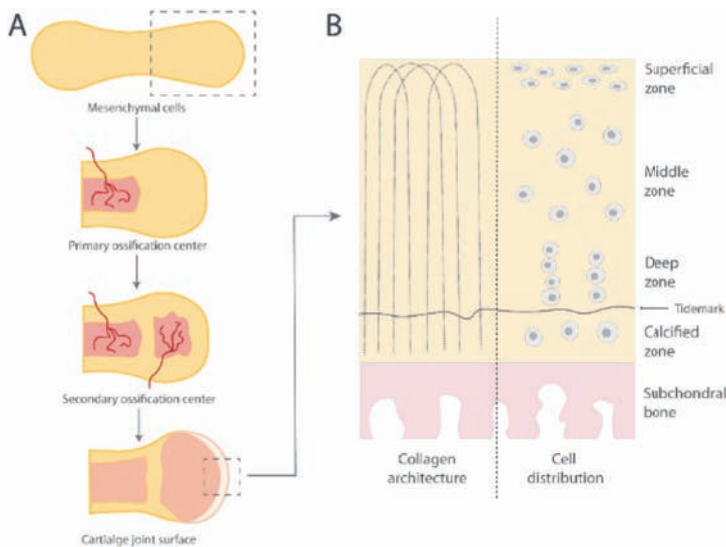 A
Mesenchymal cells
Primary ossification center
Secondary ossification center
Cartialge joint surface
B
Superficial
zone
Middle
zone
Deep
zone
Tidemark
Calcified
zone
Subchondral
bone
Collagen
architecture
Cell
distribution